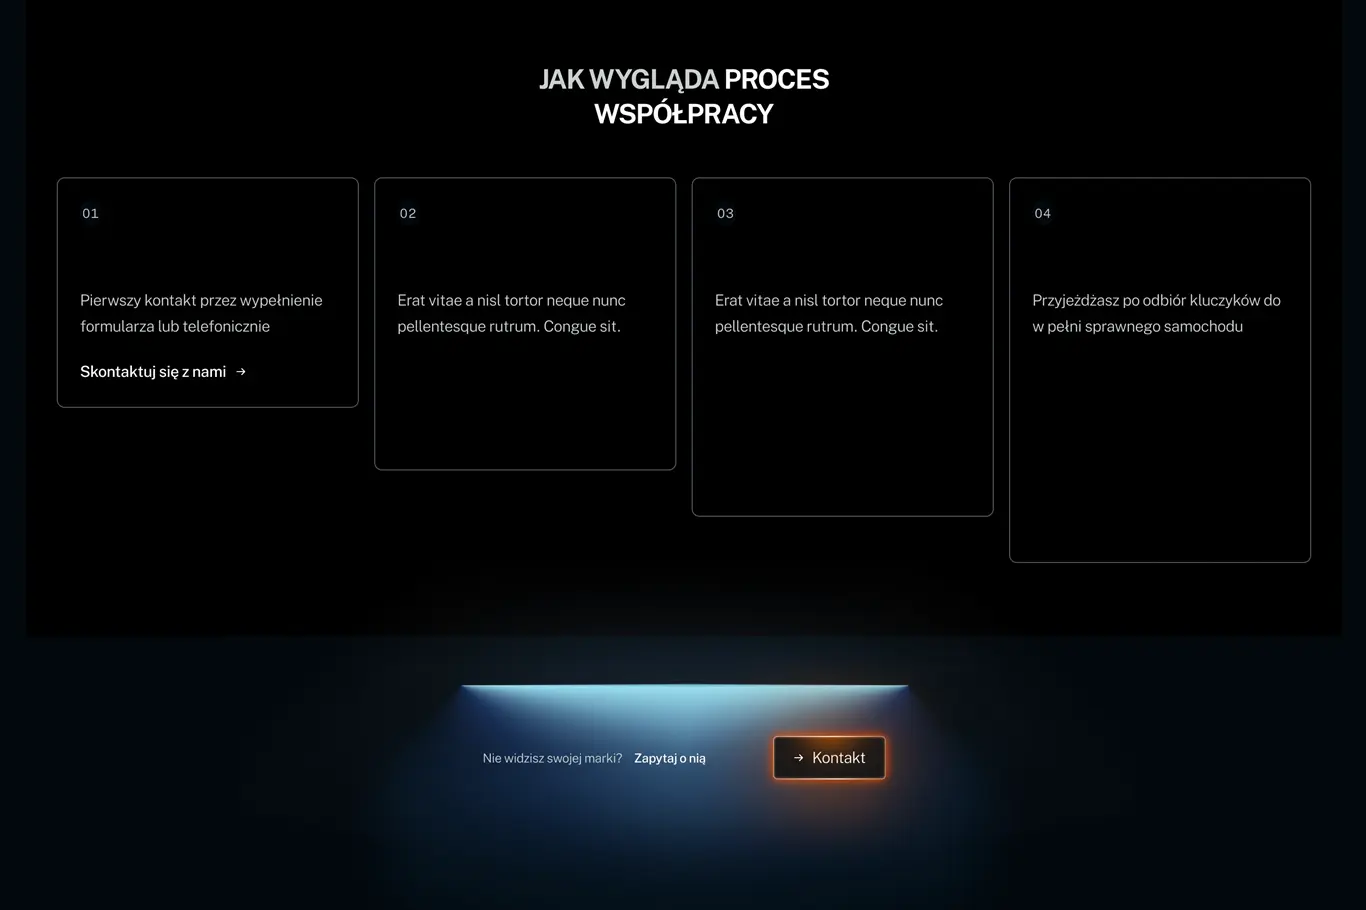 JAK WYGLĄDA PROCES
WSPÓŁPRACY
01
Pierwszy kontakt przez wypełnienie
formularza lub telefonicznie
Skontaktuj się z nami →
02
Erat vitae a nisl tortor neque nunc
pellentesque rutrum. Congue sit.
03
Erat vitae a nisl tortor neque nunc
pellentesque rutrum. Congue sit.
04
Przyjeżdżasz po odbiór kluczyków do
w pełni sprawnego samochodu
Nie widzisz swojej marki? Zapytaj o nią
→ Kontakt